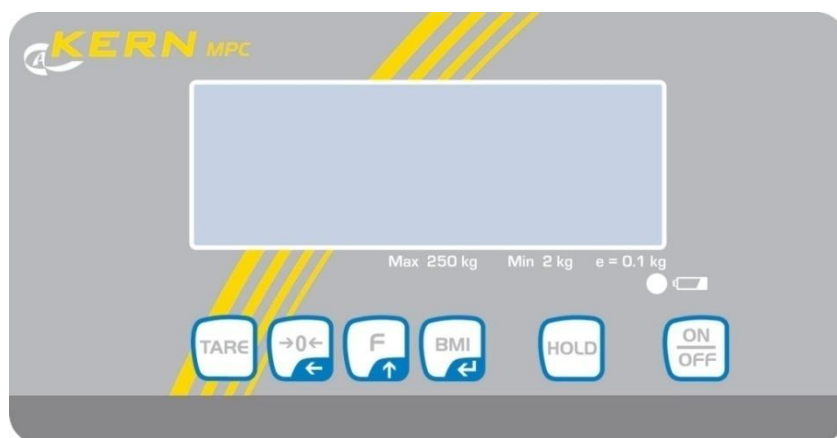 KERN MPC
Max 250 kg Min 2 kg e = 0.1 kg
TARE →0← F BMI HOLD ON
OFF